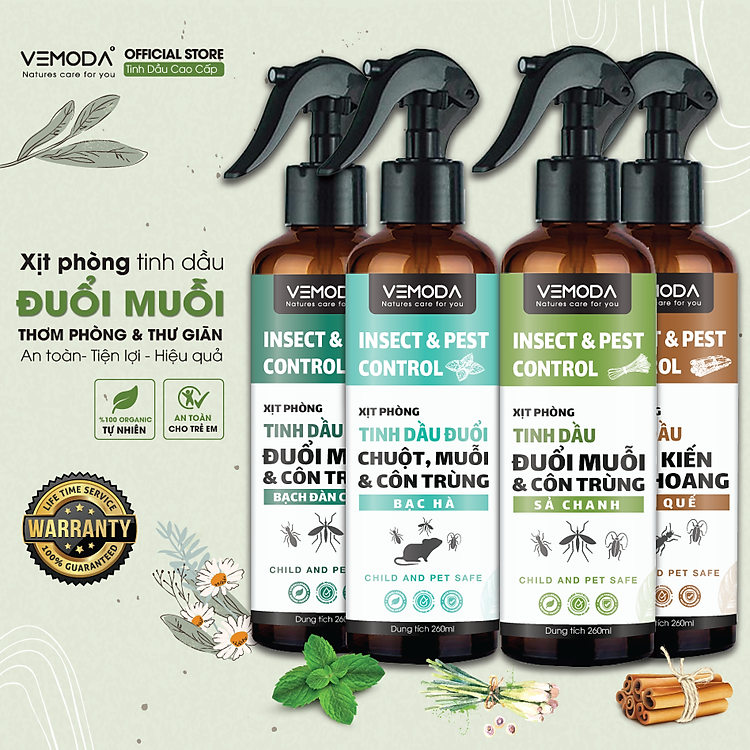 VEMODA
Natures care for you
OFFICIAL STORE
Tinh Dầu Cao Cấp
Xịt phòng tinh dầu
ĐUỔI MUỖI
THƠM PHÒNG & THƯ GIÃN
An toàn- Tiện lợi - Hiệu quả
%100 ORGANIC
TỰ NHIÊN
AN TOÀN
CHO TRẺ EM
LIFE TIME SERVICE
WARRANTY
100% GUARANTEED
VEMODA
Natures care for you
INSECT &
CONTROL
XỊT PHÒNG
TINH DẦU
ĐUỔI M
& CÔN TR
BẠCH ĐÀN C
CHILD AND PE
Dung tích 260ml
VEMODA
Natures care for you
INSECT & PEST
CONTROL
XỊT PHÒNG
TINH DẦU ĐUỔI
CHUỘT, MUỖI
& CÔN TRÙNG
BẠC HÀ
CHILD AND PET SAFE
Dung tích 260ml
VEMODA
Natures care for you
INSECT & PEST
CONTROL
XỊT PHÒNG
TINH DẦU
ĐUỔI MUỖI
& CÔN TRÙNG
SẢ CHANH
CHILD AND PET SAFE
Dung tích 260ml
MODA
care for you
& PEST
OL
ẦU
KIẾN
HOANG
QUẾ
PET SAFE
260ml